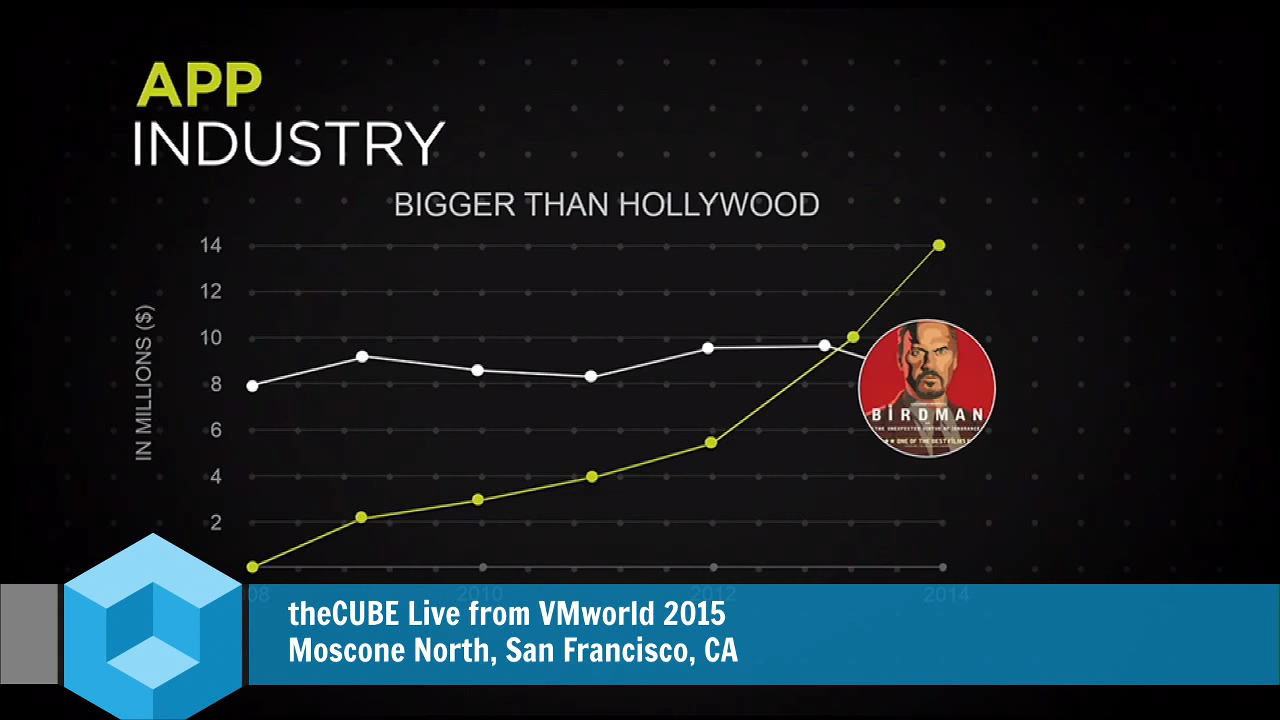 APP
INDUSTRY
BIGGER THAN HOLLYWOOD
IN MILLIONS ($)
14
12
10
8
6
4
2
08 2010 2012 2014
BIRDMAN
theCUBE Live from VMworld 2015
Moscone North, San Francisco, CA